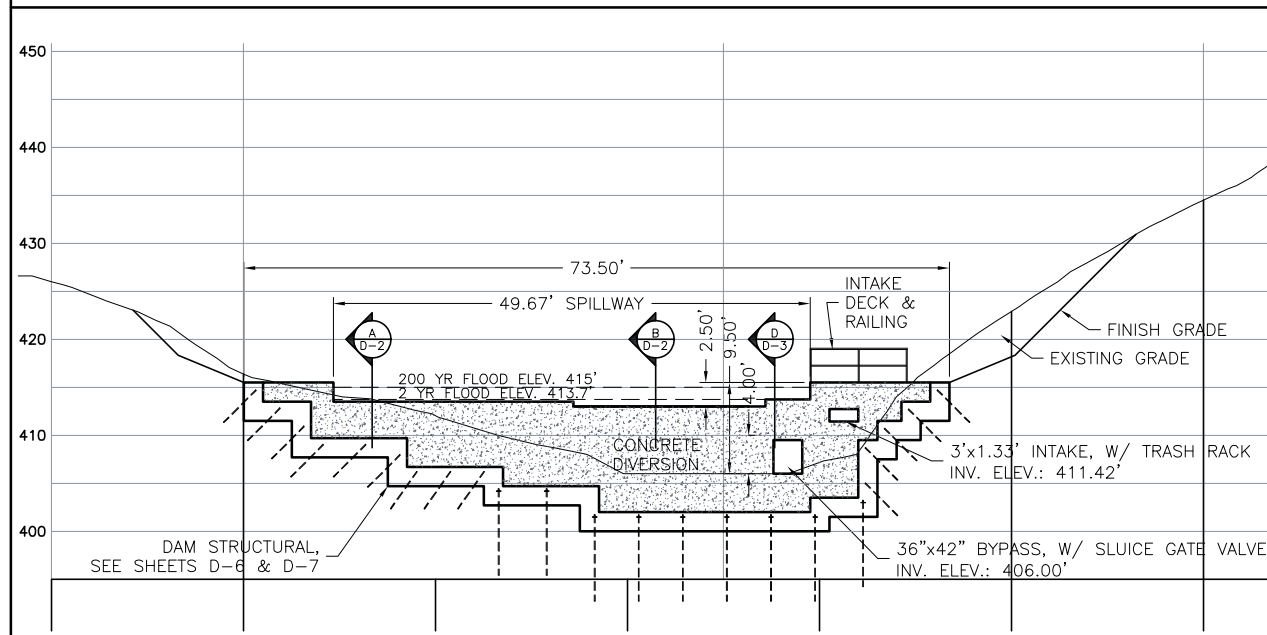 450
440
430
420
410
400
73.50'
49.67' SPILLWAY
INTAKE
DECK &
RAILING
A
D-2
B
D-2
D
D-3
2.50'
9.50'
4.00'
FINISH GRADE
EXISTING GRADE
200 YR FLOOD ELEV. 415'
2 YR FLOOD ELEV. 413.7'
CONCRETE
DIVERSION
3'x1.33' INTAKE, W/ TRASH RACK
INV. ELEV.: 411.42'
DAM STRUCTURAL,
SEE SHEETS D-6 & D-7
36"x42" BYPASS, W/ SLUICE GATE VALVE
INV. ELEV.: 406.00'